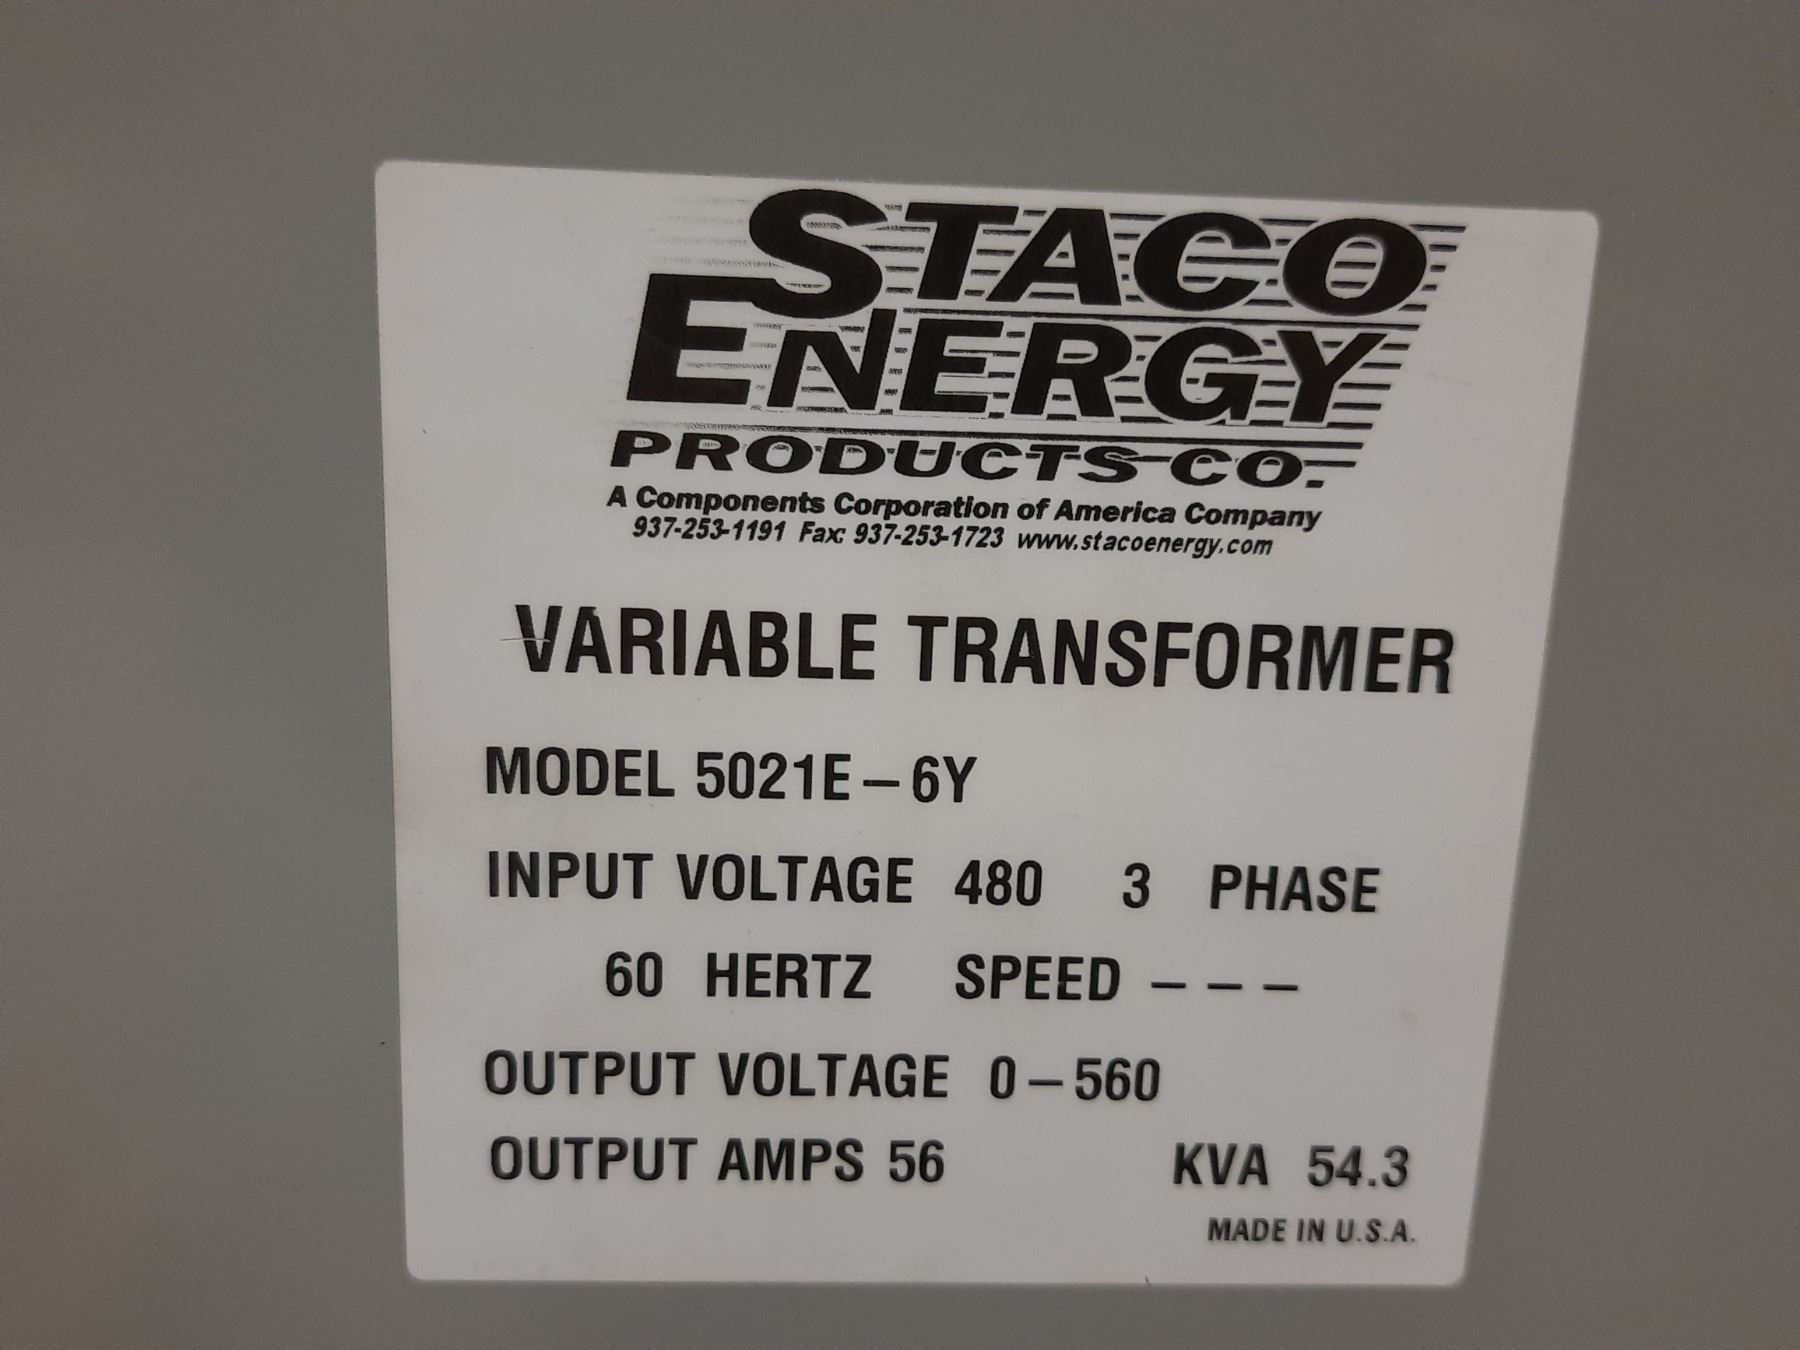 STACO
ENERGY
PRODUCTS CO.
A Components Corporation of America Company
937-253-1191 Fax: 937-253-1723 www.stacoenergy.com
VARIABLE TRANSFORMER
MODEL 5021E-6Y
INPUT VOLTAGE 480 3 PHASE
60 HERTZ SPEED ---
OUTPUT VOLTAGE 0-560
OUTPUT AMPS 56 KVA 54.3
MADE IN U.S.A.